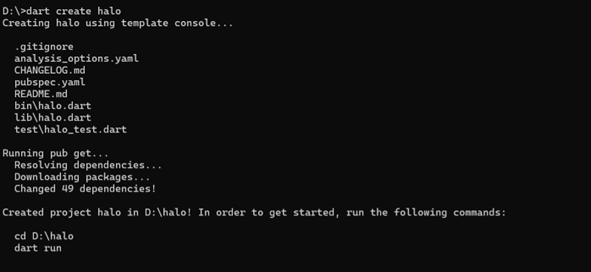 D:\>dart create halo
Creating halo using template console...
.gitignore
analysis_options.yaml
CHANGELOG.md
pubspec.yaml
README.md
bin\halo.dart
lib\halo.dart
test\halo_test.dart
Running pub get...
Resolving dependencies...
Downloading packages...
Changed 49 dependencies!
Created project halo in D:\halo! In order to get started, run the following commands:
cd D:\halo
dart run